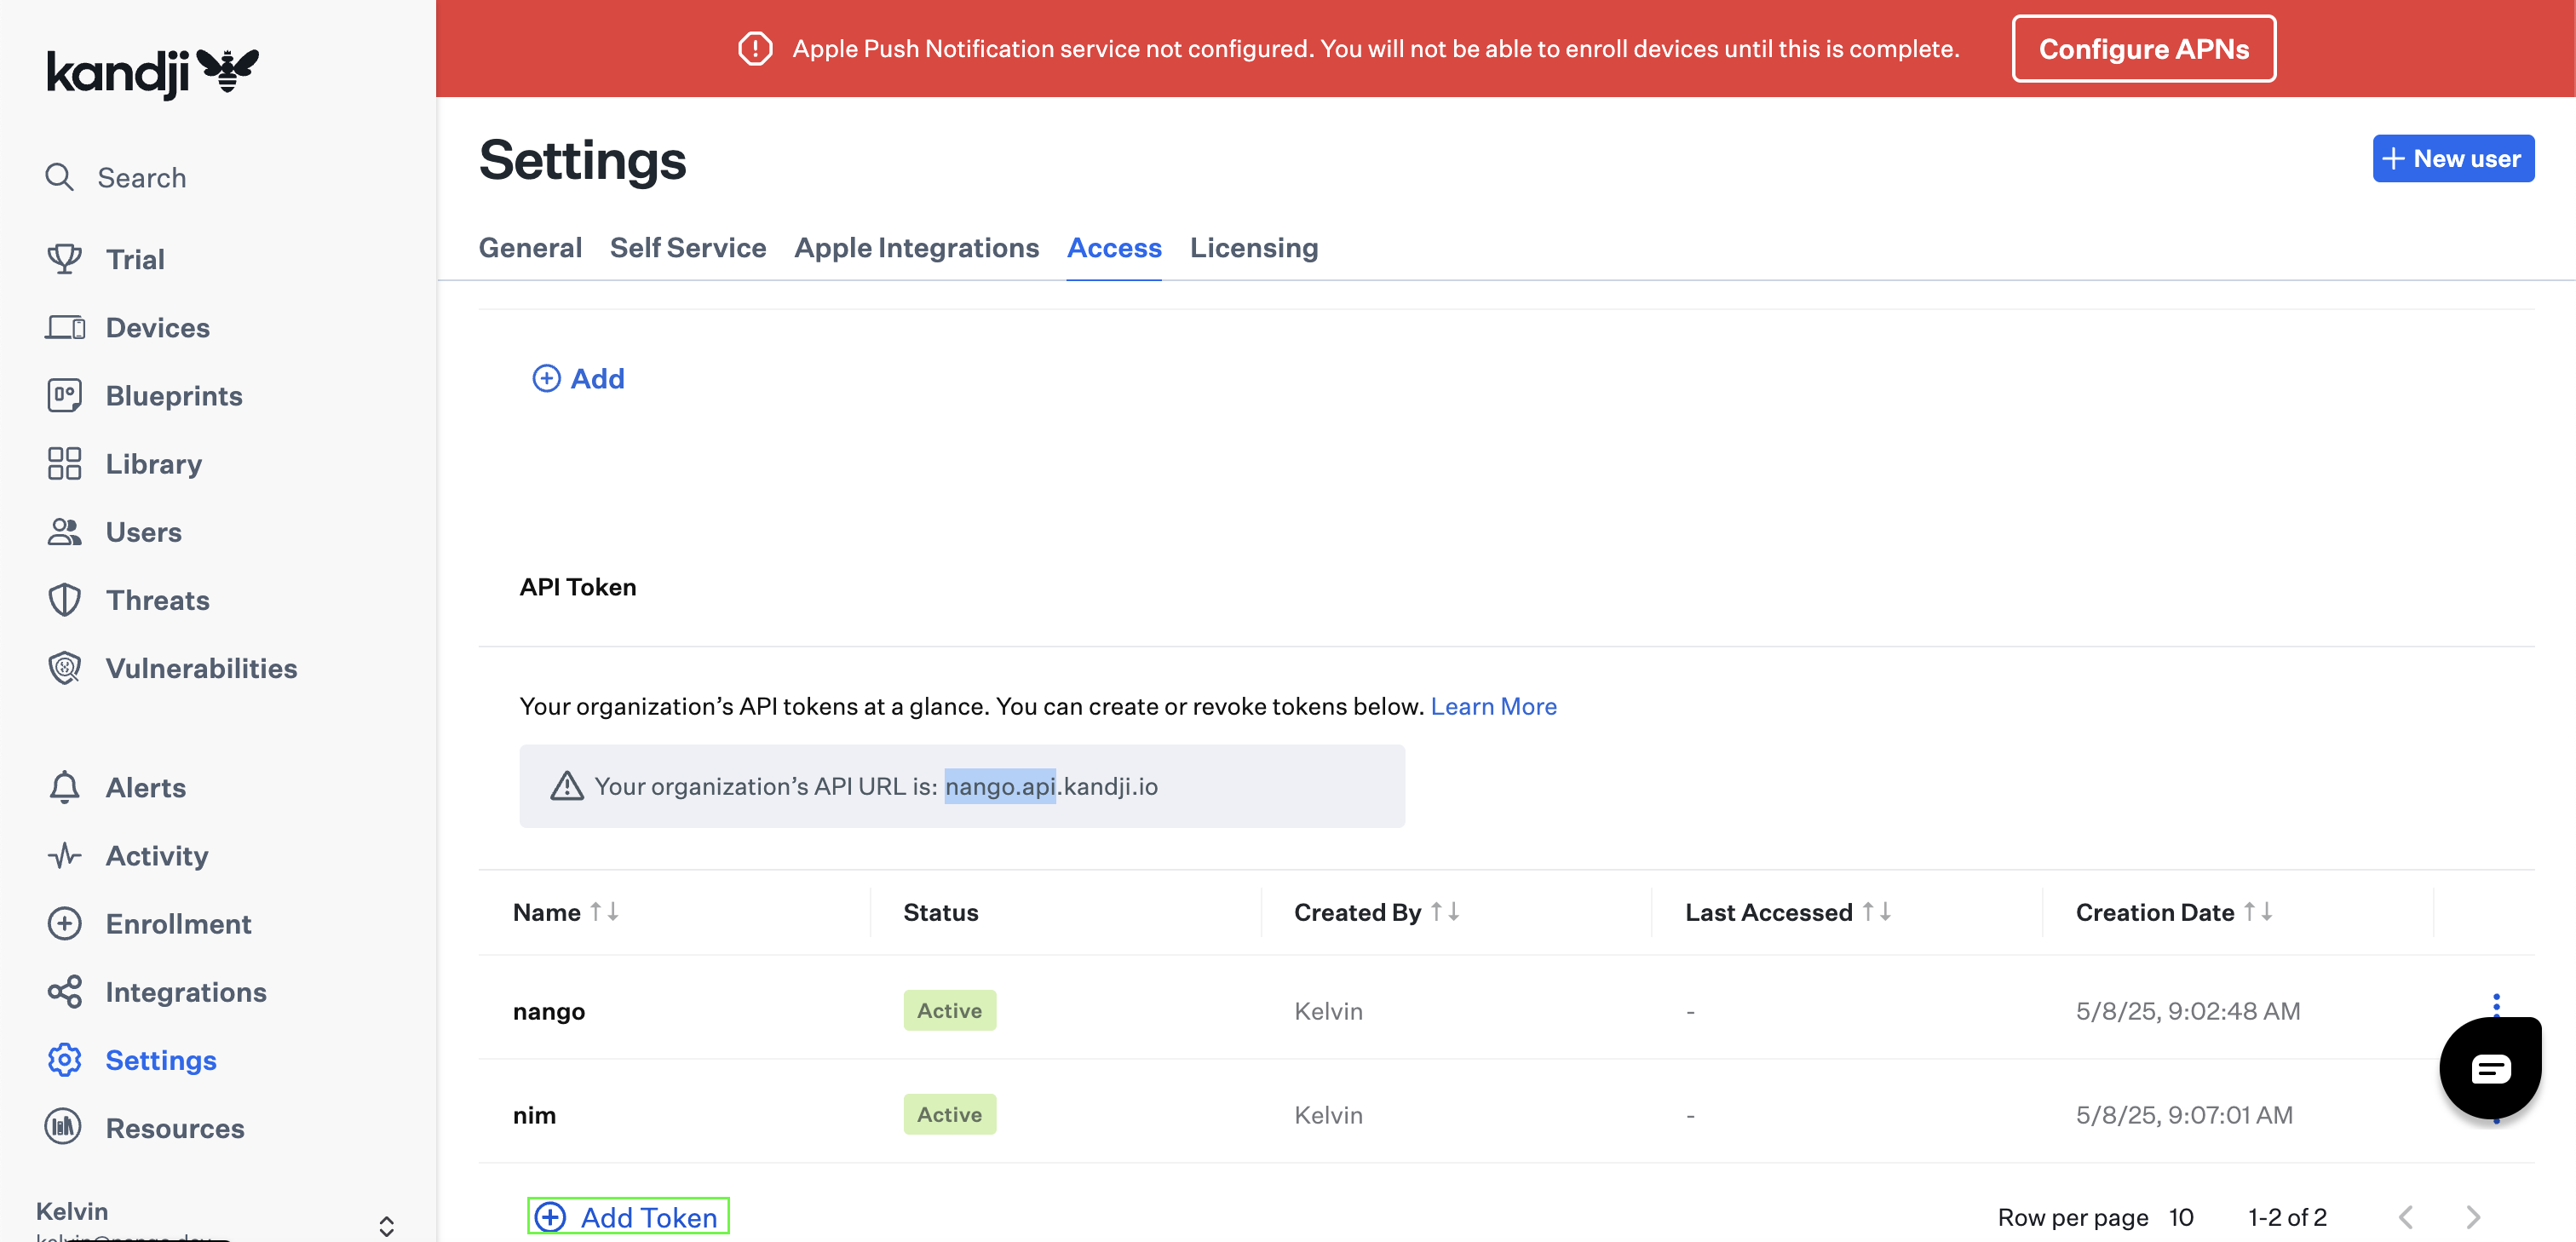 kandji
Search
Trial
Devices
Blueprints
Library
Users
Threats
Vulnerabilities
Alerts
Activity
Enrollment
Integrations
Settings
Resources
Kelvin
Apple Push Notification service not configured. You will not be able to enroll devices until this is complete.
Configure APNs
Settings
New user
General Self Service Apple Integrations Access Licensing
Add
API Token
Your organization’s API tokens at a glance. You can create or revoke tokens below. Learn More
Your organization’s API URL is: nango.api.kandji.io
Name Status Created By Last Accessed Creation Date
nango Active Kelvin - 5/8/25, 9:02:48 AM
nim Active Kelvin - 5/8/25, 9:07:01 AM
Add Token Row per page 10 1-2 of 2